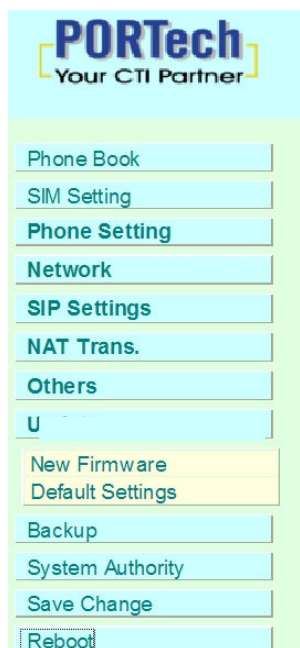 PORTech
Your CTI Partner
Phone Book
SIM Setting
Phone Setting
Network
SIP Settings
NAT Trans.
Others
New Firmware
Default Settings
Backup
System Authority
Save Change
Reboot